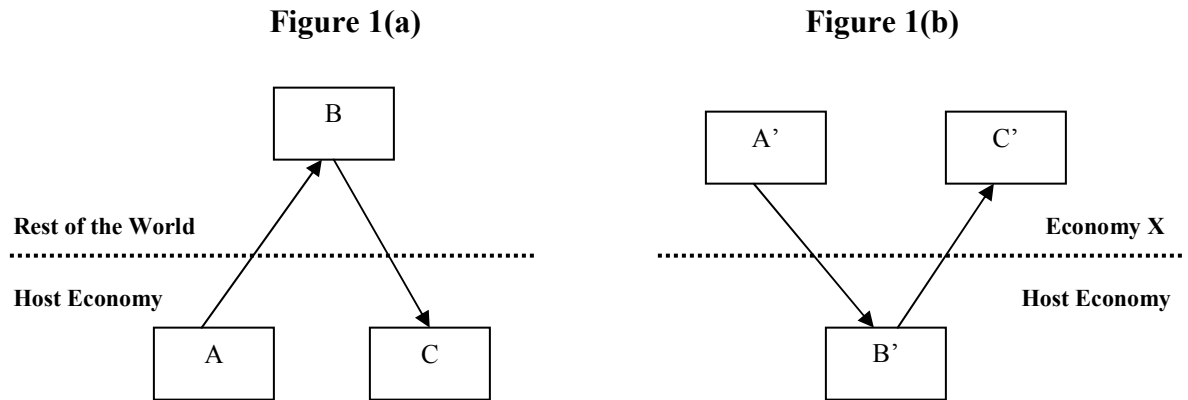 Figure 1(a)
Figure 1(b)
B
A’
C’
Rest of the World
Economy X
Host Economy
Host Economy
A
C
B’